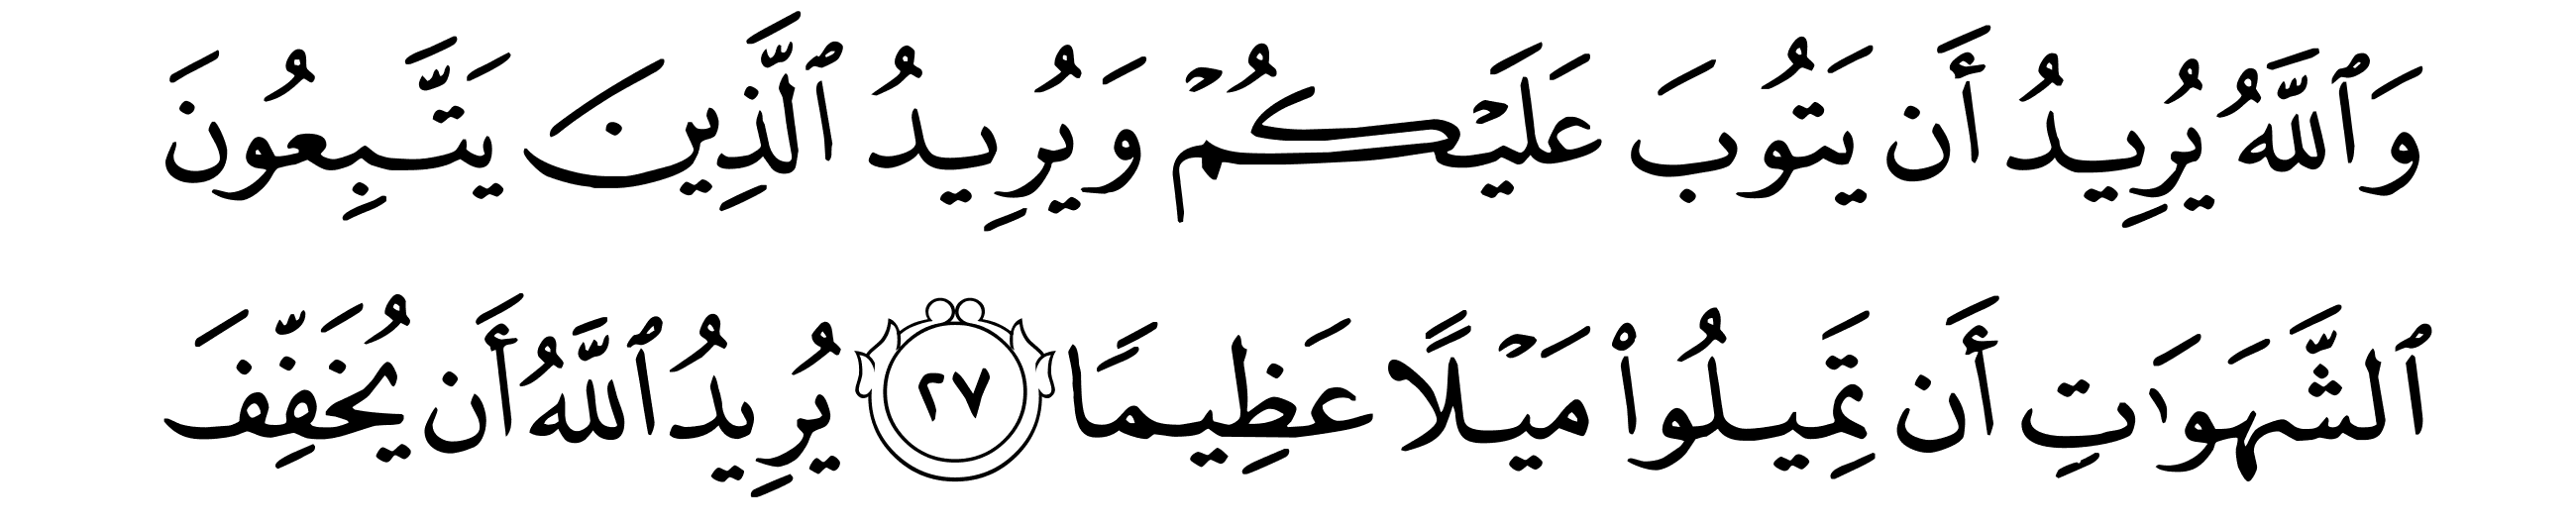 وَٱللَّهُ يُرِيدُ أَن يَتُوبَ عَلَيْكُمْ وَيُرِيدُ ٱلَّذِينَ يَتَّبِعُونَ
ٱلشَّهَوَٰتِ أَن تَمِيلُوا۟ مَيْلًا عَظِيمًا ٢٧ يُرِيدُ ٱللَّهُ أَن يُخَفِّفَ